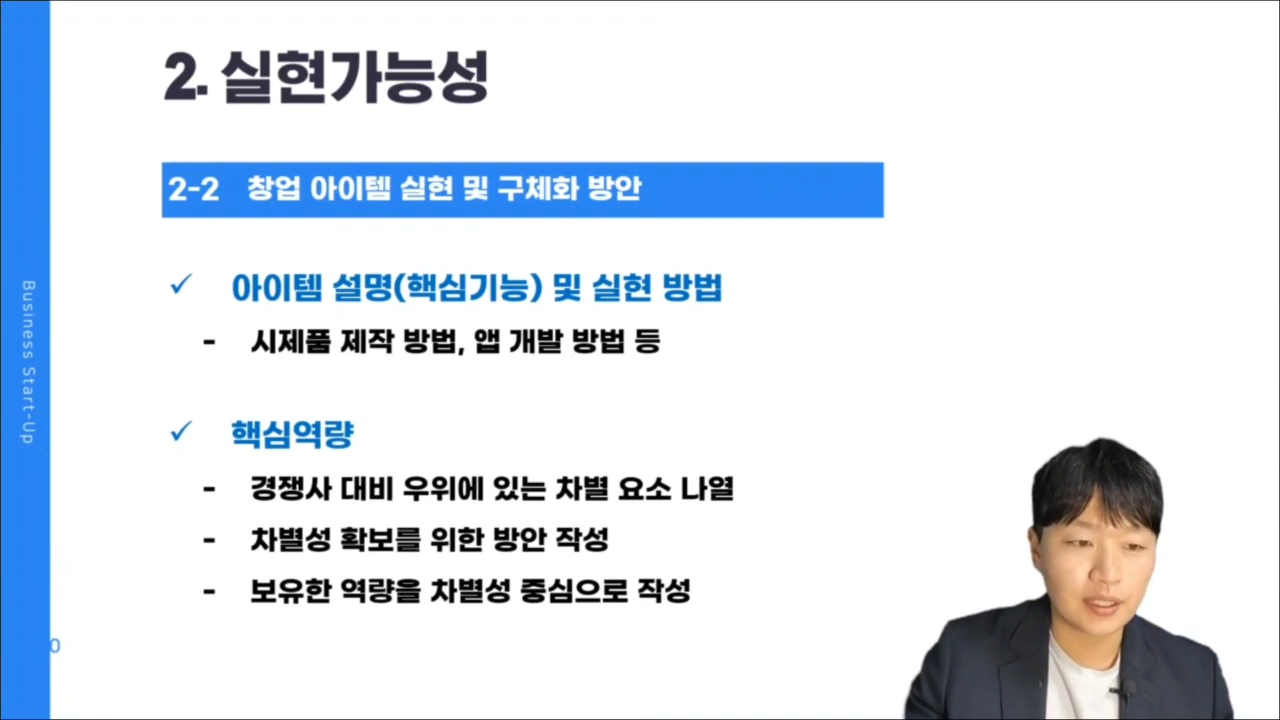 2. 실현가능성
2-2 창업 아이템 실현 및 구체화 방안
✓ 아이템 설명(핵심기능) 및 실현 방법
- 시제품 제작 방법, 앱 개발 방법 등
✓ 핵심역량
- 경쟁사 대비 우위에 있는 차별 요소 나열
- 차별성 확보를 위한 방안 작성
- 보유한 역량을 차별성 중심으로 작성
Business Start-Up
0